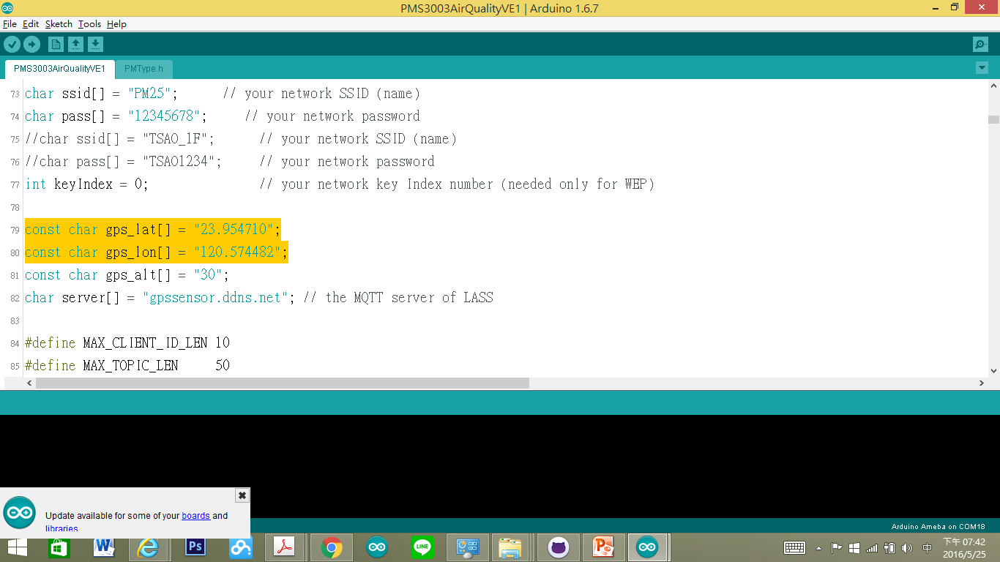 PMS3003AirQualityVE1 | Arduino 1.6.7
File Edit Sketch Tools Help
PMS3003AirQualityVE1 PMType.h
73 char ssid[] = "PM25"; // your network SSID (name)
74 char pass[] = "12345678"; // your network password
75 //char ssid[] = "TSAO_1F"; // your network SSID (name)
76 //char pass[] = "TSAO1234"; // your network password
77 int keyIndex = 0; // your network key Index number (needed only for WEP)
78
79 const char gps_lat[] = "23.954710";
80 const char gps_lon[] = "120.574482";
81 const char gps_alt[] = "30";
82 char server[] = "gpssensor.ddns.net"; // the MQTT server of LASS
83
84 #define MAX_CLIENT_ID_LEN 10
85 #define MAX_TOPIC_LEN 50
Update available for some of your boards and
libraries
Arduino Ameba on COM18
W Ps LINE P 中 下午 07:42
2016/5/25